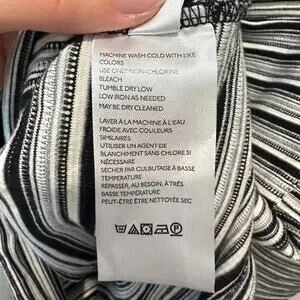 MACHINE WASH COLD WITH LIKE
COLORS
USE ONLY NON-CHLORINE
BLEACH
TUMBLE DRY LOW
LOW IRON AS NEEDED
MAY BE DRY CLEANED
LAVER À LA MACHINE À L'EAU
FROIDE AVEC COULEURS
SIMILAIRES
UTILISER UN AGENT DE
BLANCHIMENT SANS CHLORE SI
NÉCESSAIRE
SÉCHER PAR CULBUTAGE À BASSE
TEMPÉRATURE
REPASSER, AU BESOIN, À TRÈS
BASSE TEMPÉRATURE
PEUT-ÊTRE ÊTRE NETTOYÉE SEC